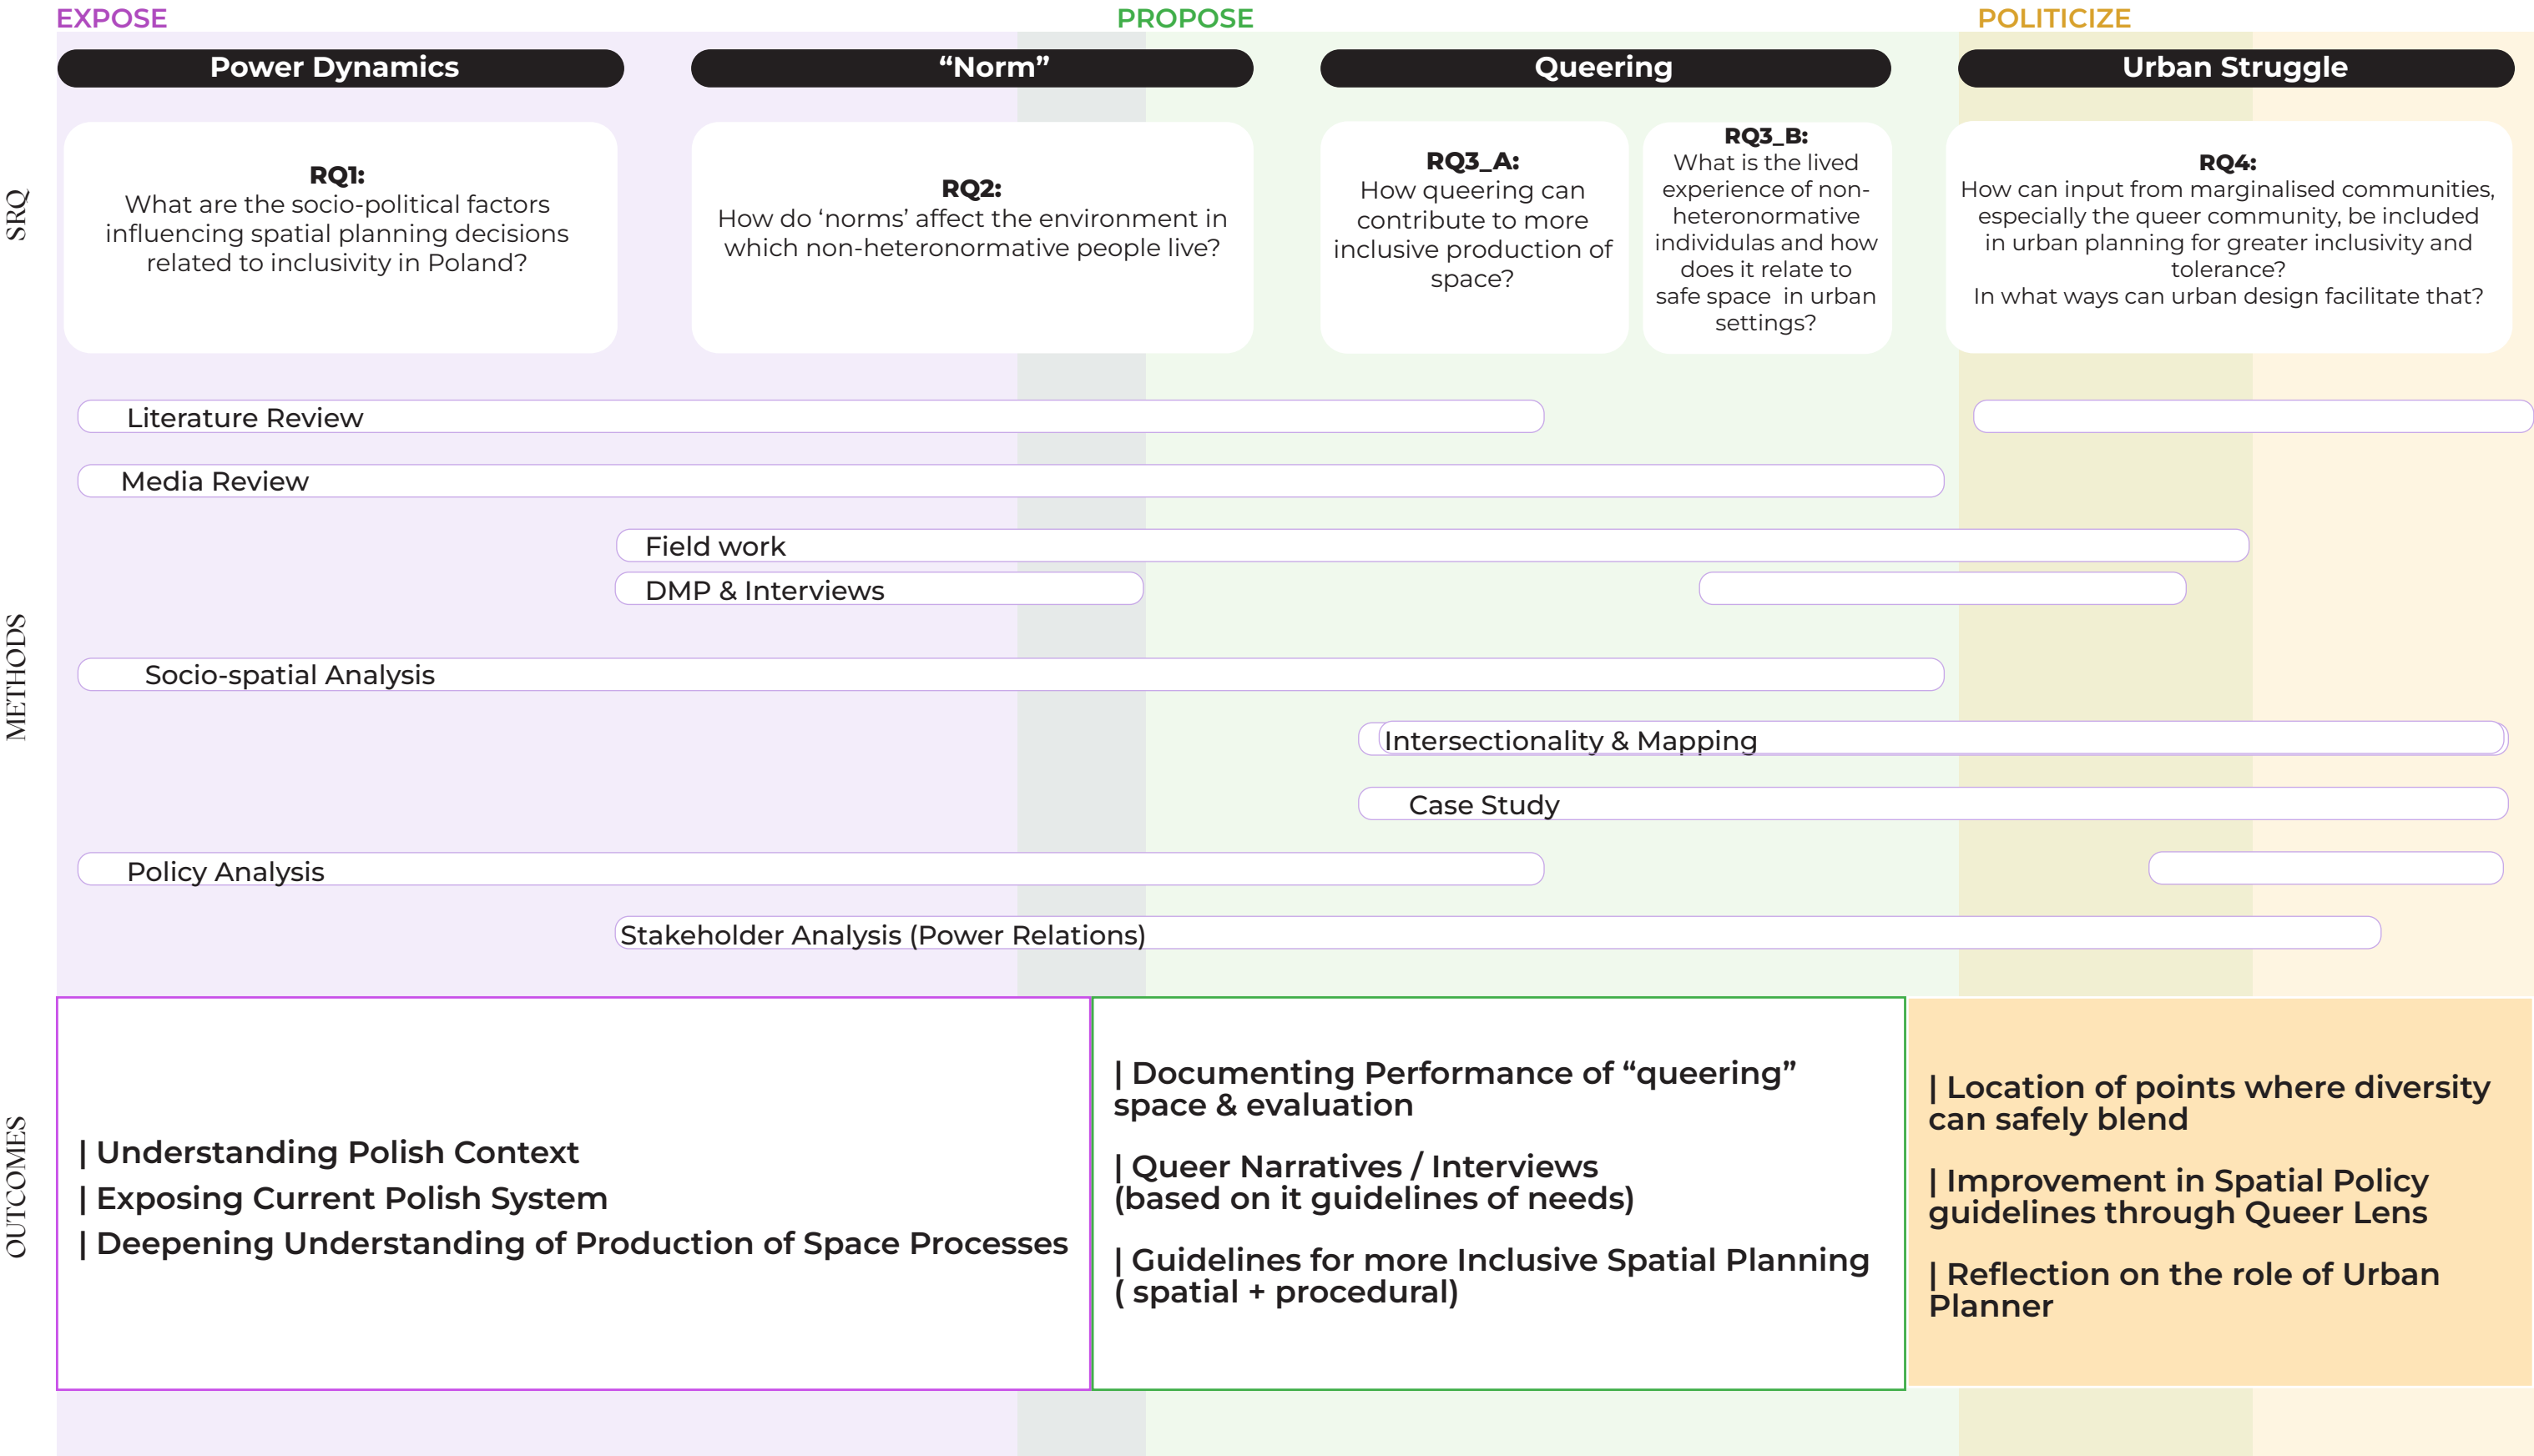 EXPOSE
PROPOSE
POLITICIZE
Power Dynamics
“Norm”
Queering
Urban Struggle
SRQ
RQ1:
What are the socio-political factors
influencing spatial planning decisions
related to inclusivity in Poland?
RQ2:
How do ‘norms’ affect the environment in
which non-heteronormative people live?
RQ3_A:
How queering can
contribute to more
inclusive production of
space?
RQ3_B:
What is the lived
experience of non-
heteronormative
individulas and how
does it relate to
safe space in urban
settings?
RQ4:
How can input from marginalised communities,
especially the queer community, be included
in urban planning for greater inclusivity and
tolerance?
In what ways can urban design facilitate that?
METHODS
Literature Review
Media Review
Field work
DMP & Interviews
Socio-spatial Analysis
Intersectionality & Mapping
Case Study
Policy Analysis
Stakeholder Analysis (Power Relations)
OUTCOMES
| Understanding Polish Context
| Exposing Current Polish System
| Deepening Understanding of Production of Space Processes
| Documenting Performance of “queering”
space & evaluation
| Queer Narratives / Interviews
(based on it guidelines of needs)
| Guidelines for more Inclusive Spatial Planning
( spatial + procedural)
| Location of points where diversity
can safely blend
| Improvement in Spatial Policy
guidelines through Queer Lens
| Reflection on the role of Urban
Planner